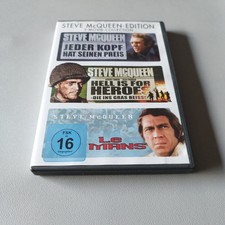 STEVE McQUEEN EDITION
STEVE McQUEEN
JEDER KOPF
HAT SEINEN PREIS
STEVE McQUEEN
HELL IS FOR
HEROES
DIE INS GRAS BEISSEN
STEVE McQUEEN
LE MANS
FSK
16